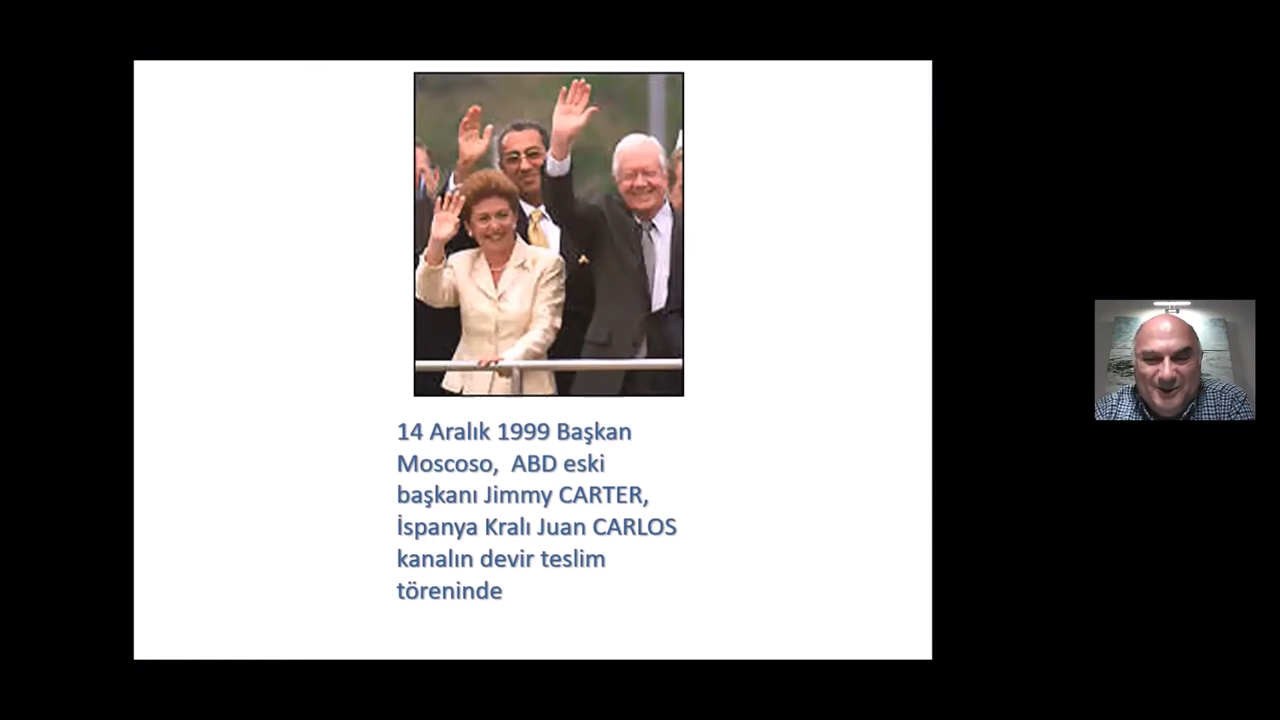 14 Aralık 1999 Başkan
Moscoso, ABD eski
başkanı Jimmy CARTER,
İspanya Kralı Juan CARLOS
kanalın devir teslim
töreninde